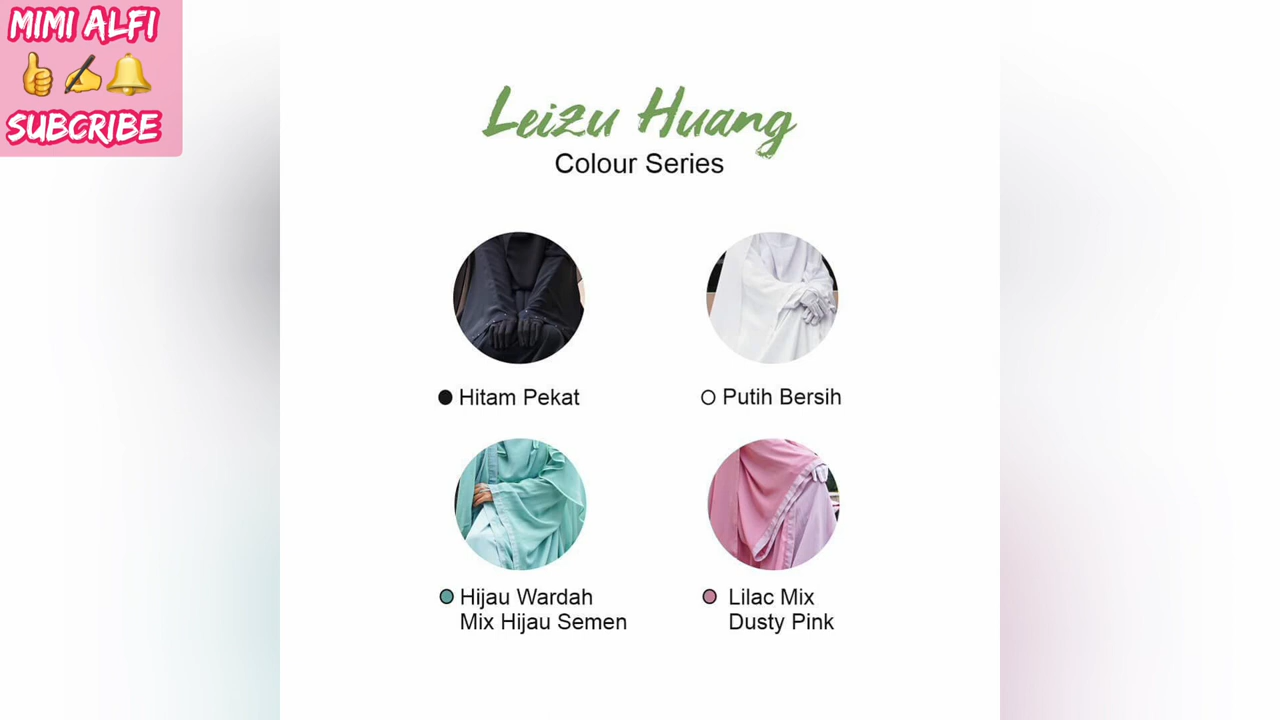 MIMI ALFI
👍✍️🔔
SUBCRIBE
Leizu Huang
Colour Series
Hitam Pekat
Putih Bersih
Hijau Wardah
Mix Hijau Semen
Lilac Mix
Dusty Pink